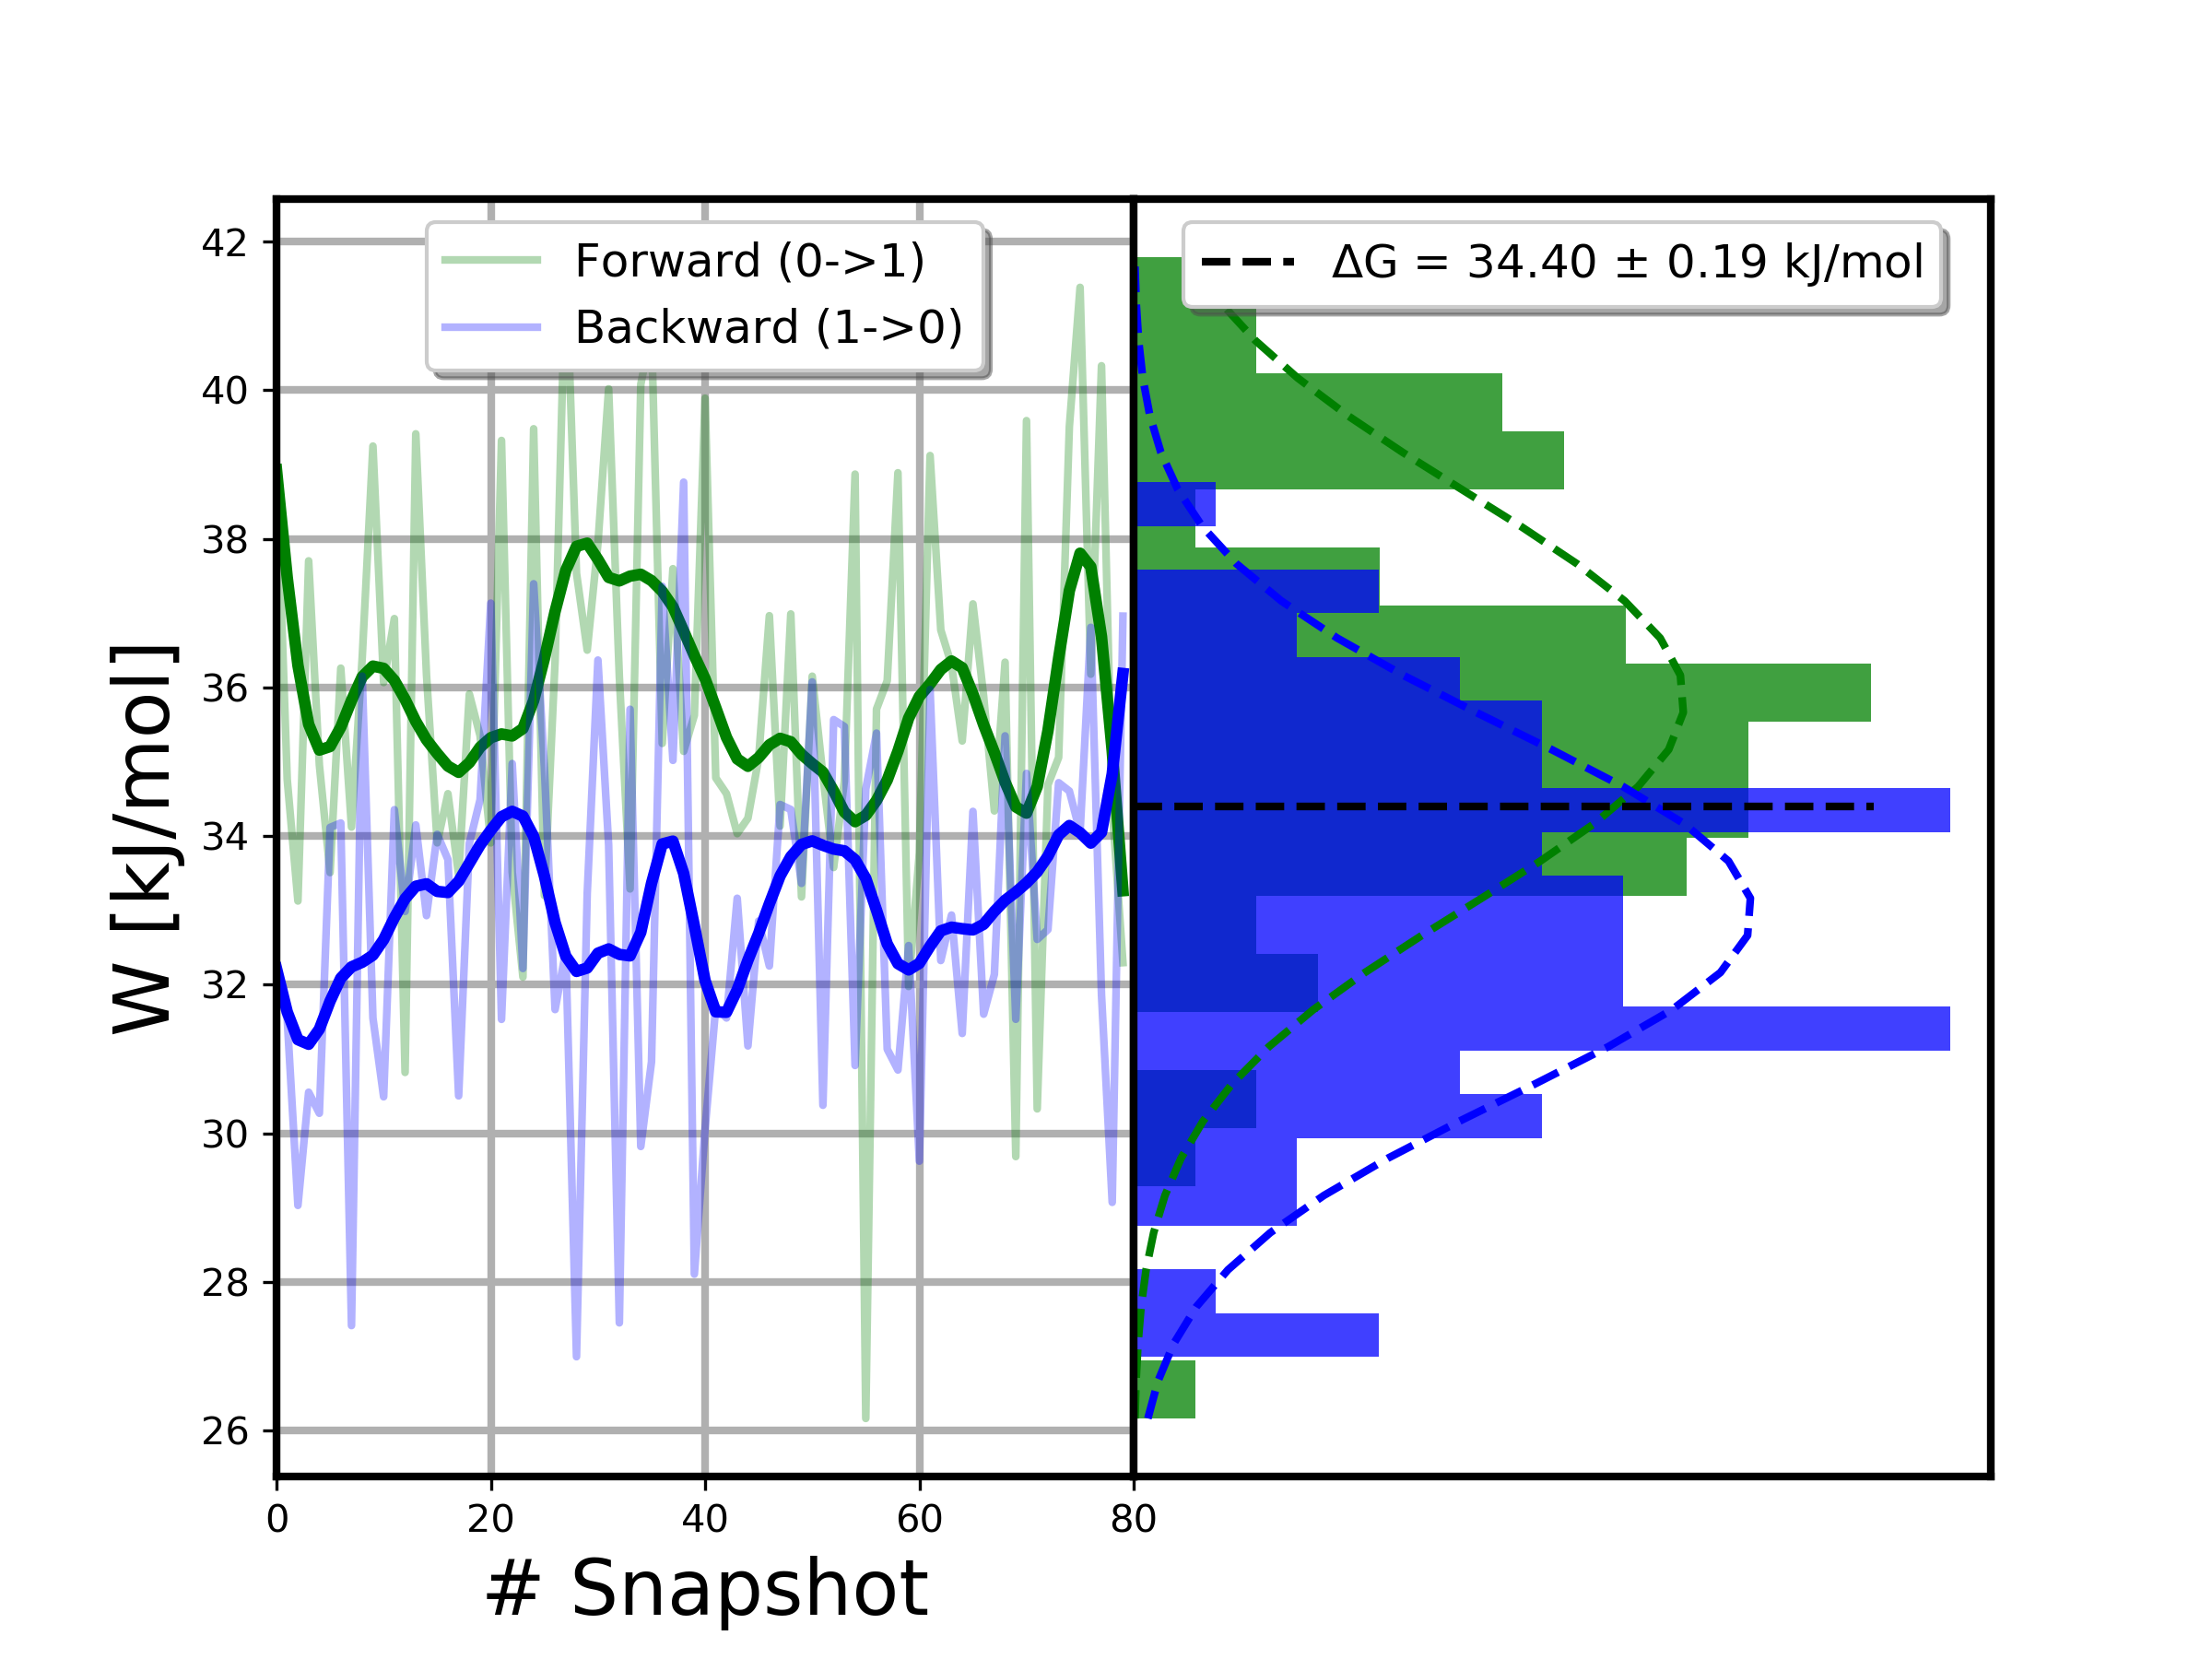 Forward (0->1)
Backward (1->0)
ΔG = 34.40 ± 0.19 kJ/mol
W [kJ/mol]
42
40
38
36
34
32
30
28
26
0 20 40 60 80
# Snapshot